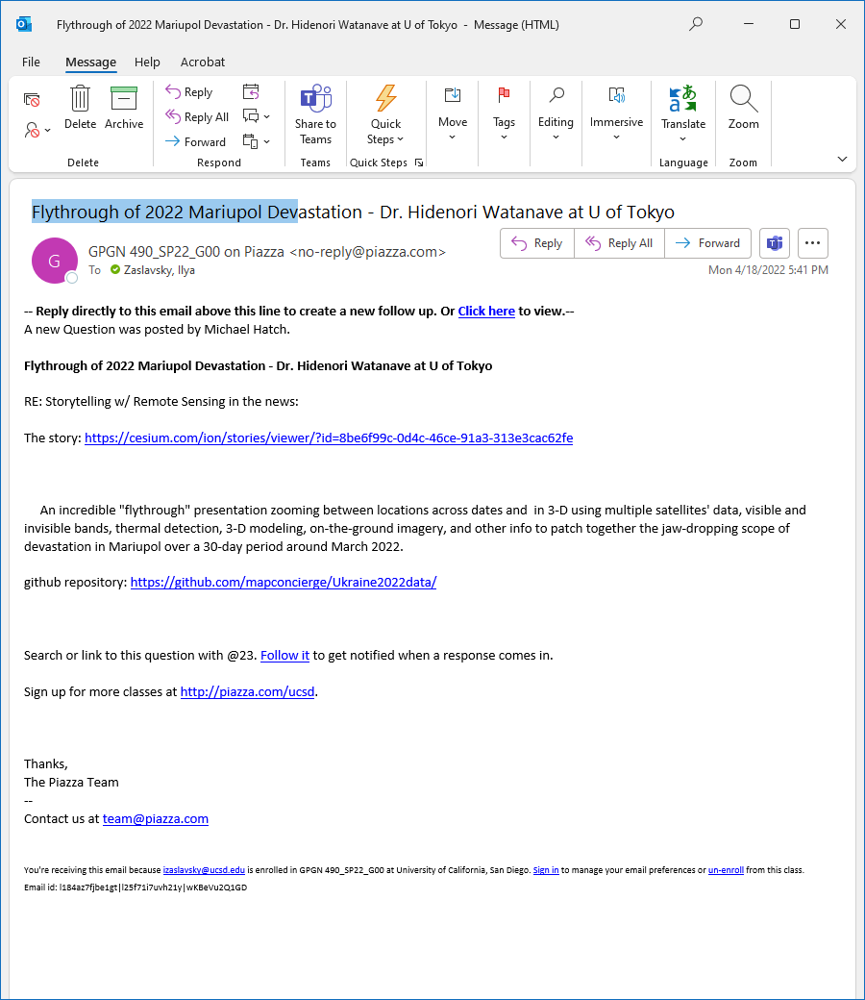 Flythrough of 2022 Mariupol Devastation - Dr. Hidenori Watanave at U of Tokyo  -  Message (HTML)
File Message Help Acrobat
Delete
Archive
Reply
Reply All
Forward
Share to
Teams
Quick
Steps
Move
Tags
Editing
Immersive
Translate
Zoom
Delete Respond Teams Quick Steps Language Zoom
Flythrough of 2022 Mariupol Devastation - Dr. Hidenori Watanave at U of Tokyo
G
GPGN 490_SP22_G00 on Piazza <no-reply@piazza.com>
To Zaslavsky, Ilya
Reply Reply All Forward
Mon 4/18/2022 5:41 PM
-- Reply directly to this email above this line to create a new follow up. Or Click here to view.--
A new Question was posted by Michael Hatch.
Flythrough of 2022 Mariupol Devastation - Dr. Hidenori Watanave at U of Tokyo
RE: Storytelling w/ Remote Sensing in the news:
The story: https://cesium.com/ion/stories/viewer/?id=8be6f99c-0d4c-46ce-91a3-313e3cac62fe
An incredible "flythrough" presentation zooming between locations across dates and  in 3-D using multiple satellites' data, visible and
invisible bands, thermal detection, 3-D modeling, on-the-ground imagery, and other info to patch together the jaw-dropping scope of
devastation in Mariupol over a 30-day period around March 2022.
github repository: https://github.com/mapconcierge/Ukraine2022data/
Search or link to this question with @23. Follow it to get notified when a response comes in.
Sign up for more classes at http://piazza.com/ucsd.
Thanks,
The Piazza Team
--
Contact us at team@piazza.com
You're receiving this email because izaslavsky@ucsd.edu is enrolled in GPGN 490_SP22_G00 at University of California, San Diego. Sign in to manage your email preferences or un-enroll from this class.
Email id: l184az7fjbe1gt|l25f71i7uvh21y|wKBeVu2Q1GD